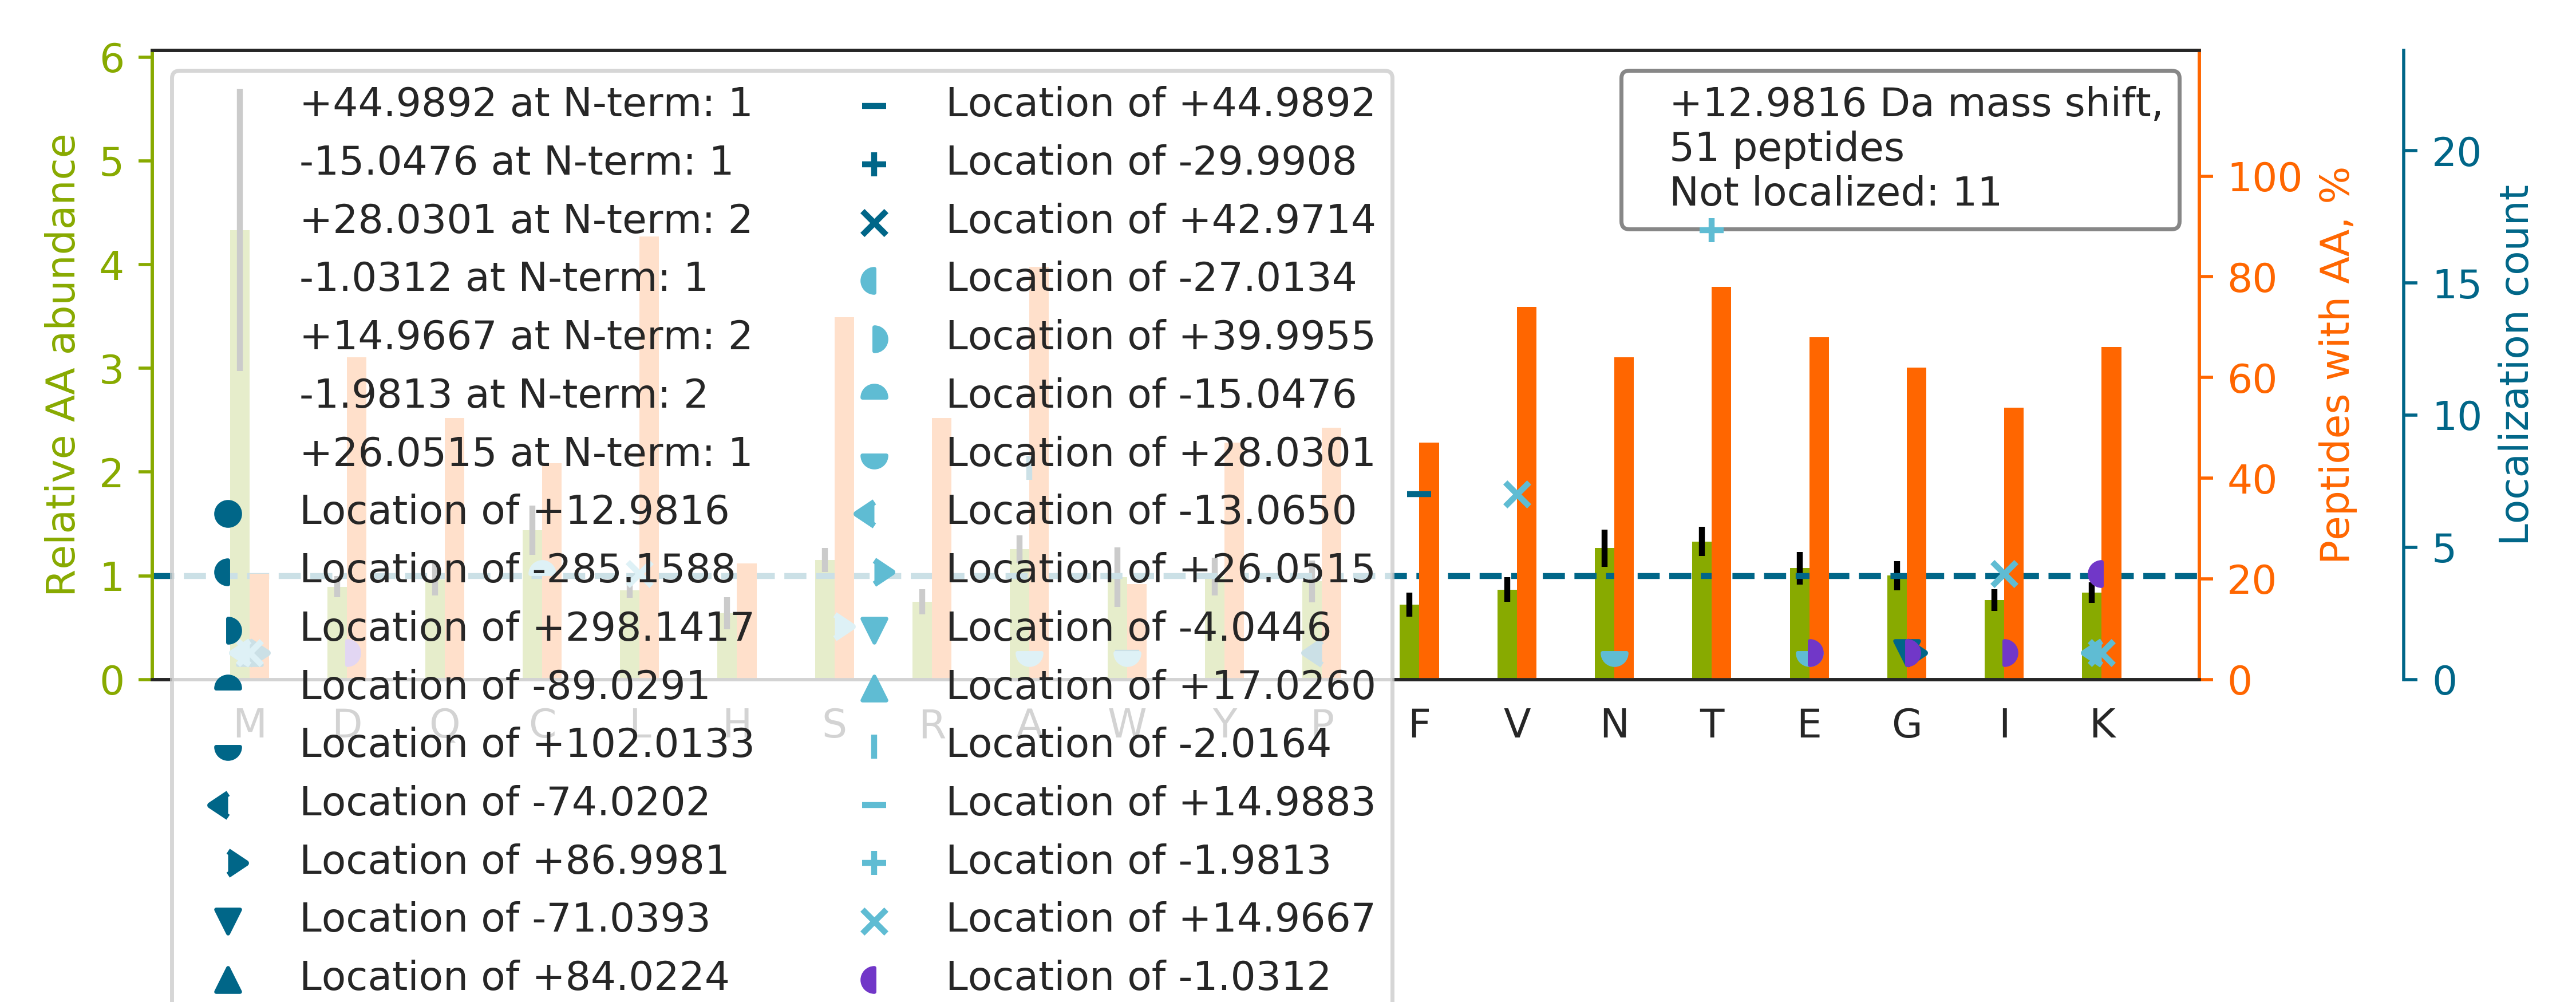 6
5
4
3
2
1
0
Relative AA abundance
+44.9892 at N-term: 1
-15.0476 at N-term: 1
+28.0301 at N-term: 2
-1.0312 at N-term: 1
+14.9667 at N-term: 2
-1.9813 at N-term: 2
+26.0515 at N-term: 1
Location of +12.9816
Location of -285.1588
Location of +298.1417
Location of -89.0291
Location of +102.0133
Location of -74.0202
Location of +86.9981
Location of -71.0393
Location of +84.0224
Location of +44.9892
Location of -29.9908
Location of +42.9714
Location of -27.0134
Location of +39.9955
Location of -15.0476
Location of +28.0301
Location of -13.0650
Location of +26.0515
Location of -4.0446
Location of +17.0260
Location of -2.0164
Location of +14.9883
Location of -1.9813
Location of +14.9667
Location of -1.0312
+12.9816 Da mass shift,
51 peptides
Not localized: 11
M D Q C L H S R A W Y P F V N T E G I K
100
80
60
40
20
0
Peptides with AA, %
20
15
10
5
0
Localization count